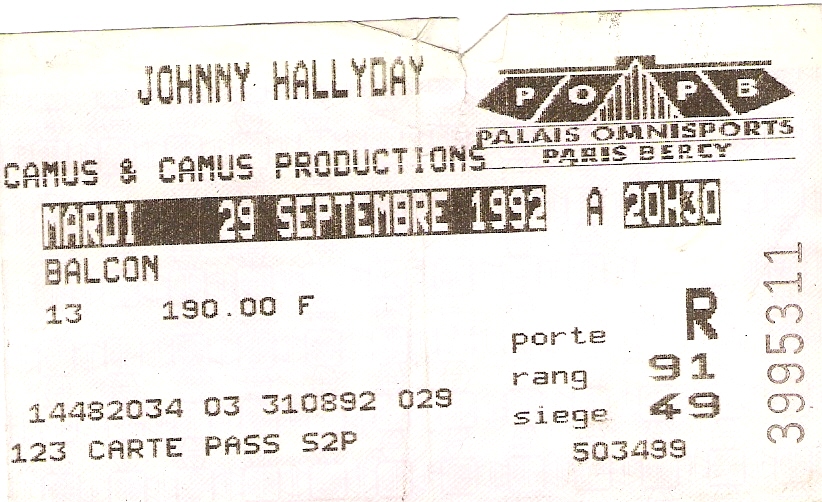 JOHNNY HALLYDAY
POPB
PALAIS OMNISPORTS
PARIS BERCY
CAMUS & CAMUS PRODUCTIONS
MARDI 29 SEPTEMBRE 1992 A 20H30
BALCON
13 190.00 F
porte R
rang 91
siege 49
14482034 03 310892 029
123 CARTE PASS S2P
503499
3995311